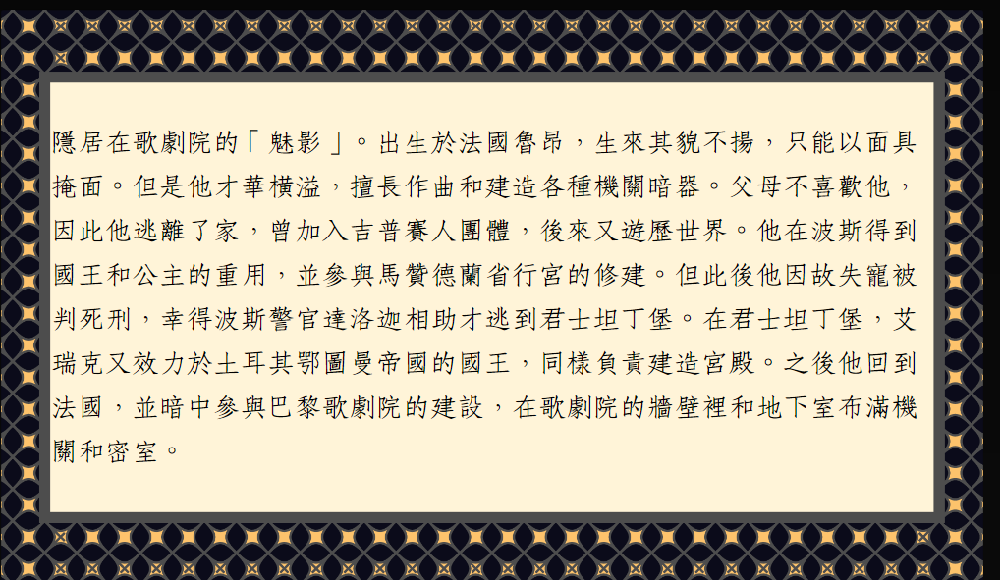 隱居在歌劇院的「 魅影 」。出生於法國魯昂，生來其貌不揚，只能以面具
掩面。但是他才華橫溢，擅長作曲和建造各種機關暗器。父母不喜歡他，
因此他逃離了家，曾加入吉普賽人團體，後來又遊歷世界。他在波斯得到
國王和公主的重用，並參與馬贊德蘭省行宮的修建。但此後他因故失寵被
判死刑，幸得波斯警官達洛迦相助才逃到君士坦丁堡。在君士坦丁堡，艾
瑞克又效力於土耳其鄂圖曼帝國的國王，同樣負責建造宮殿。之後他回到
法國，並暗中參與巴黎歌劇院的建設，在歌劇院的牆壁裡和地下室布滿機
關和密室。